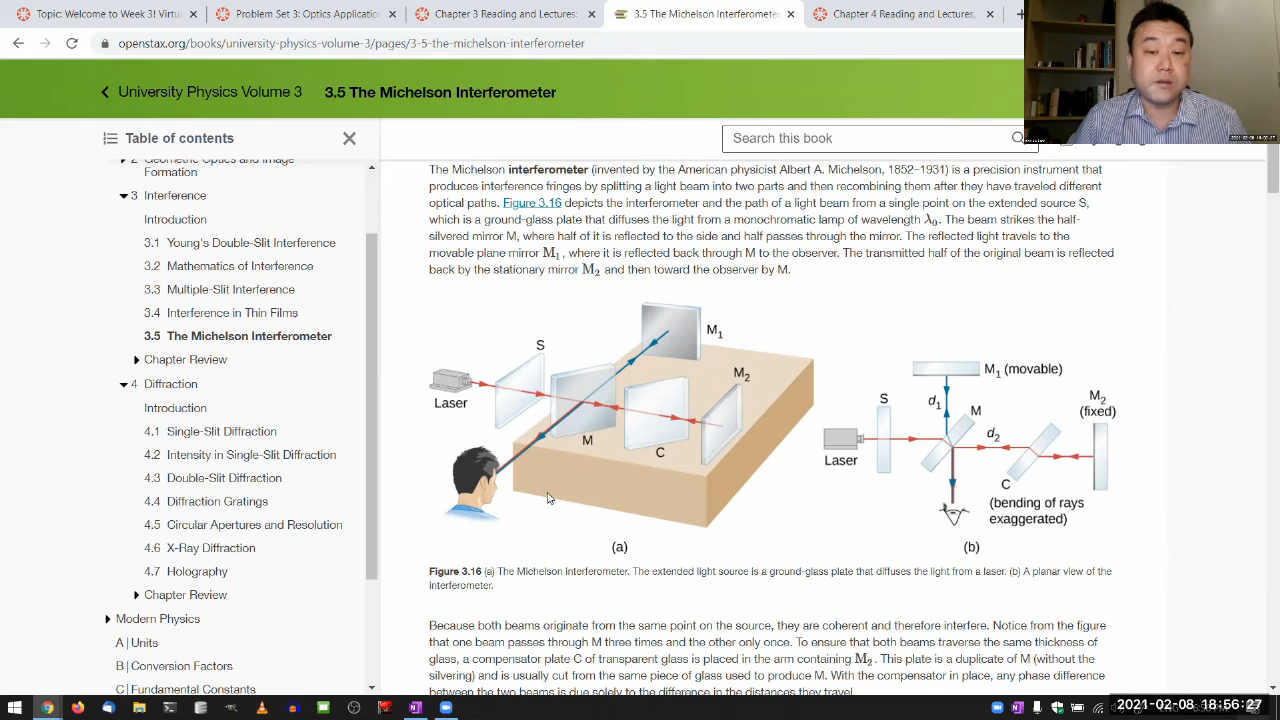 Topic: Welcome to Week 3! Virtu
Problem Set 3: Optics Application
Chapter 3 Reading and Lectures:
3.5 The Michelson Interferometer
Chapter 4 Reading and Lectures,
openstax.org/books/university-physics-volume-3/pages/3-5-the-michelson-interferometer
University Physics Volume 3
3.5 The Michelson Interferometer
Table of contents
Search this book
2 Geometric Optics and Image
Formation
3 Interference
Introduction
3.1 Young's Double-Slit Interference
3.2 Mathematics of Interference
3.3 Multiple-Slit Interference
3.4 Interference in Thin Films
3.5 The Michelson Interferometer
Chapter Review
4 Diffraction
Introduction
4.1 Single-Slit Diffraction
4.2 Intensity in Single-Slit Diffraction
4.3 Double-Slit Diffraction
4.4 Diffraction Gratings
4.5 Circular Apertures and Resolution
4.6 X-Ray Diffraction
4.7 Holography
Chapter Review
Modern Physics
A | Units
B | Conversion Factors
C | Fundamental Constants
The Michelson interferometer (invented by the American physicist Albert A. Michelson, 1852–1931) is a precision instrument that
produces interference fringes by splitting a light beam into two parts and then recombining them after they have traveled different
optical paths. Figure 3.16 depicts the interferometer and the path of a light beam from a single point on the extended source S,
which is a ground-glass plate that diffuses the light from a monochromatic lamp of wavelength λ₀. The beam strikes the half-
silvered mirror M, where half of it is reflected to the side and half passes through the mirror. The reflected light travels to the
movable plane mirror M₁, where it is reflected back through M to the observer. The transmitted half of the original beam is reflected
back by the stationary mirror M₂ and then toward the observer by M.
S
M₁
M₂
Laser
M
C
(a)
M₁ (movable)
S
d₁
M
M₂
(fixed)
d₂
Laser
C
(bending of rays
exaggerated)
(b)
Figure 3.16 (a) The Michelson interferometer. The extended light source is a ground-glass plate that diffuses the light from a laser. (b) A planar view of the
interferometer.
Because both beams originate from the same point on the source, they are coherent and therefore interfere. Notice from the figure
that one beam passes through M three times and the other only once. To ensure that both beams traverse the same thickness of
glass, a compensator plate C of transparent glass is placed in the arm containing M₂. This plate is a duplicate of M (without the
silvering) and is usually cut from the same piece of glass used to produce M. With the compensator in place, any phase difference
between the two beams is due solely to the difference in the distances they travel
2021-02-08 18:56:27